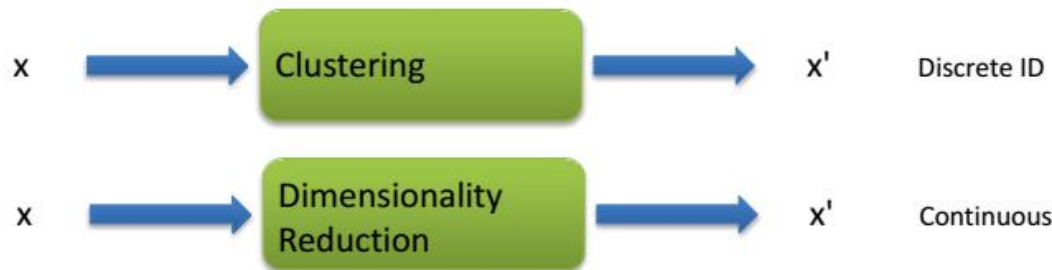 x Clustering x' Discrete ID
x Dimensionality Reduction x' Continuous